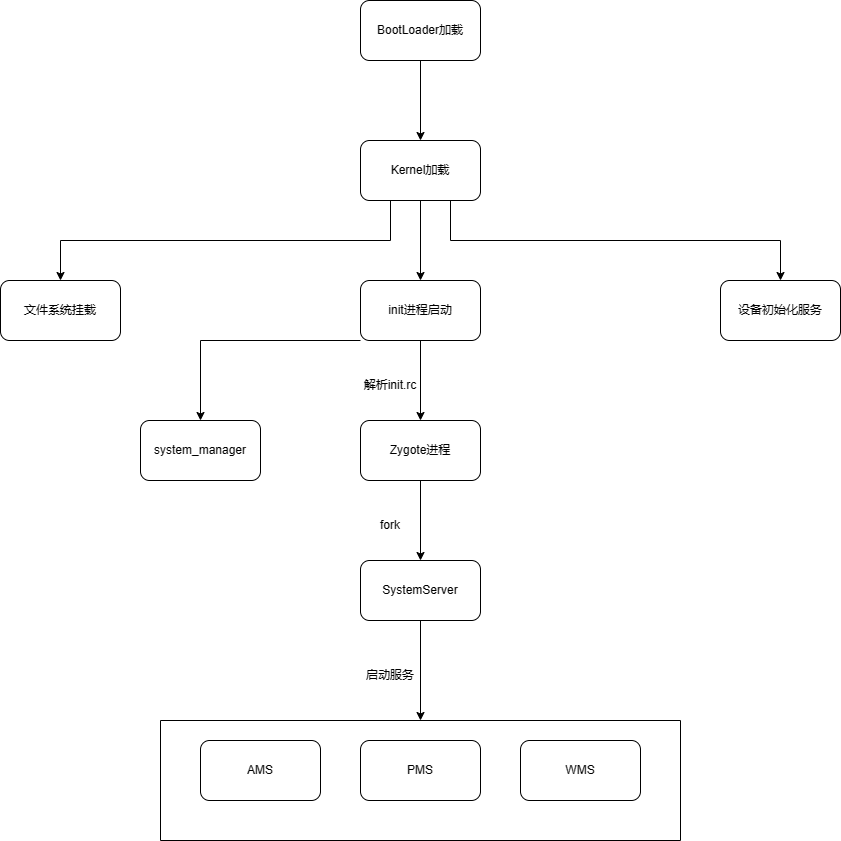 BootLoader加载
Kernel加载
文件系统挂载
init进程启动
设备初始化服务
解析init.rc
system_manager
Zygote进程
fork
SystemServer
启动服务
AMS
PMS
WMS